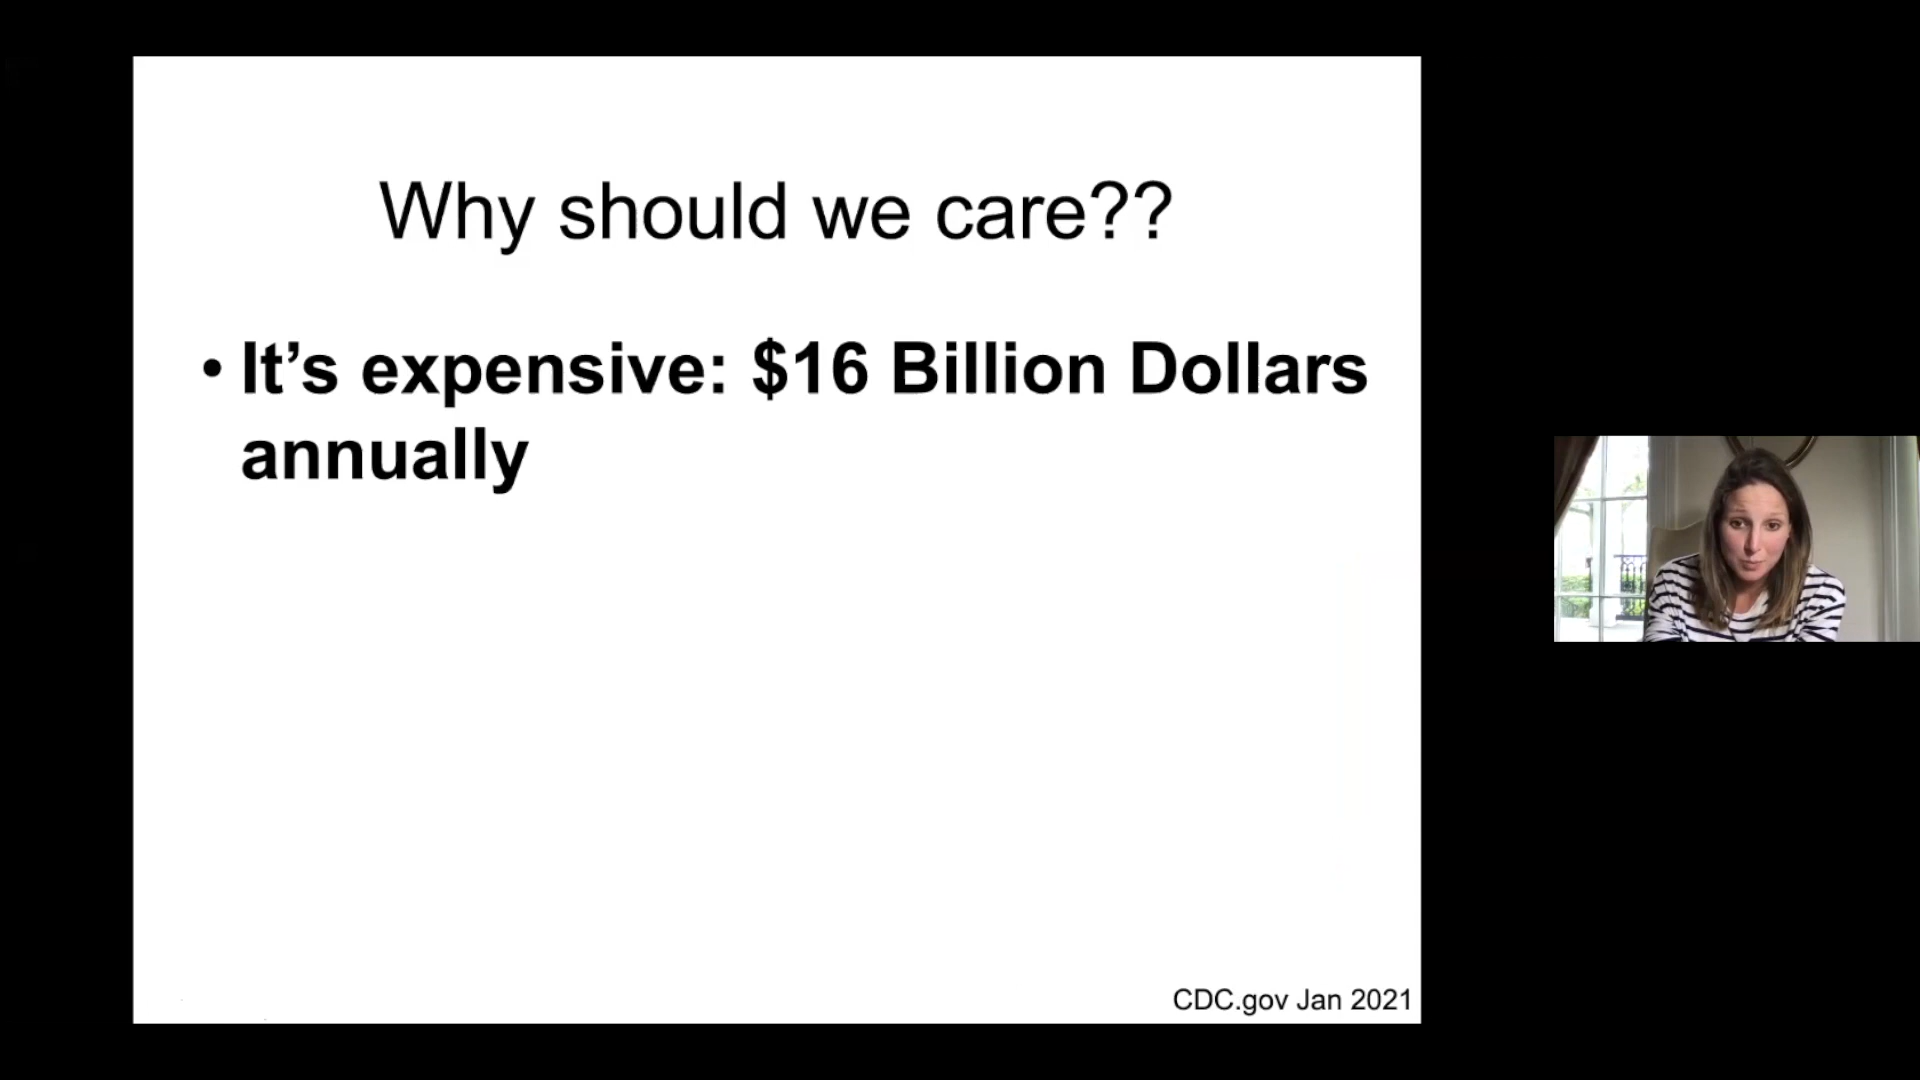 Why should we care??
• It’s expensive: $16 Billion Dollars
annually
CDC.gov Jan 2021